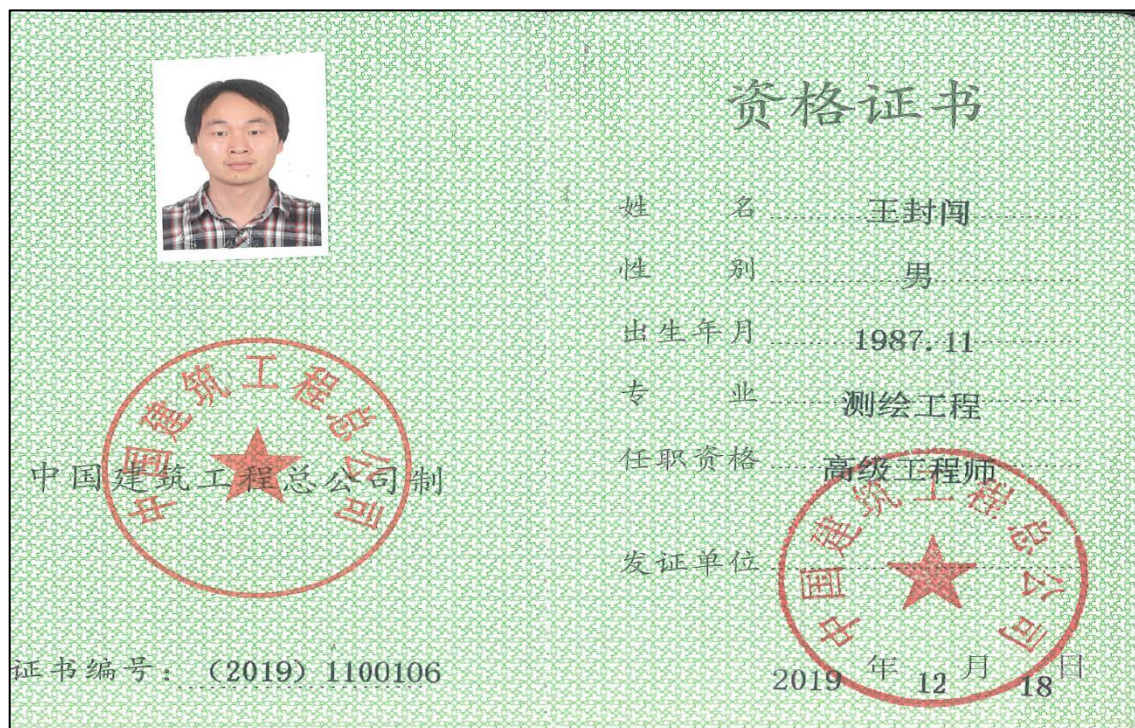 中国建筑工程总公司
中国建筑工程总公司制
证书编号：（2019）1100106
资格证书
姓名 王封闻
性别 男
出生年月 1987.11
专业 测绘工程
任职资格 高级工程师
发证单位
中国建筑工程总公司
2019 年 12 月 18 日